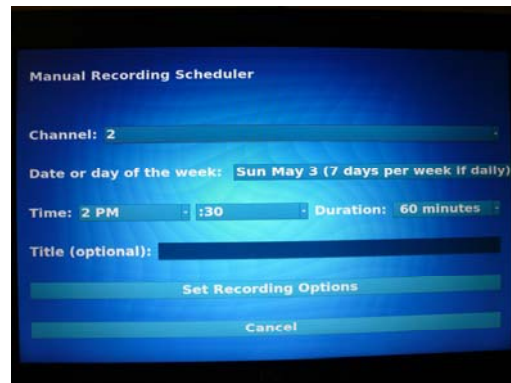 Manual Recording Scheduler
Channel: 2
Date or day of the week: Sun May 3 (7 days per week if daily)
Time: 2 PM :30 Duration: 60 minutes
Title (optional):
Set Recording Options
Cancel